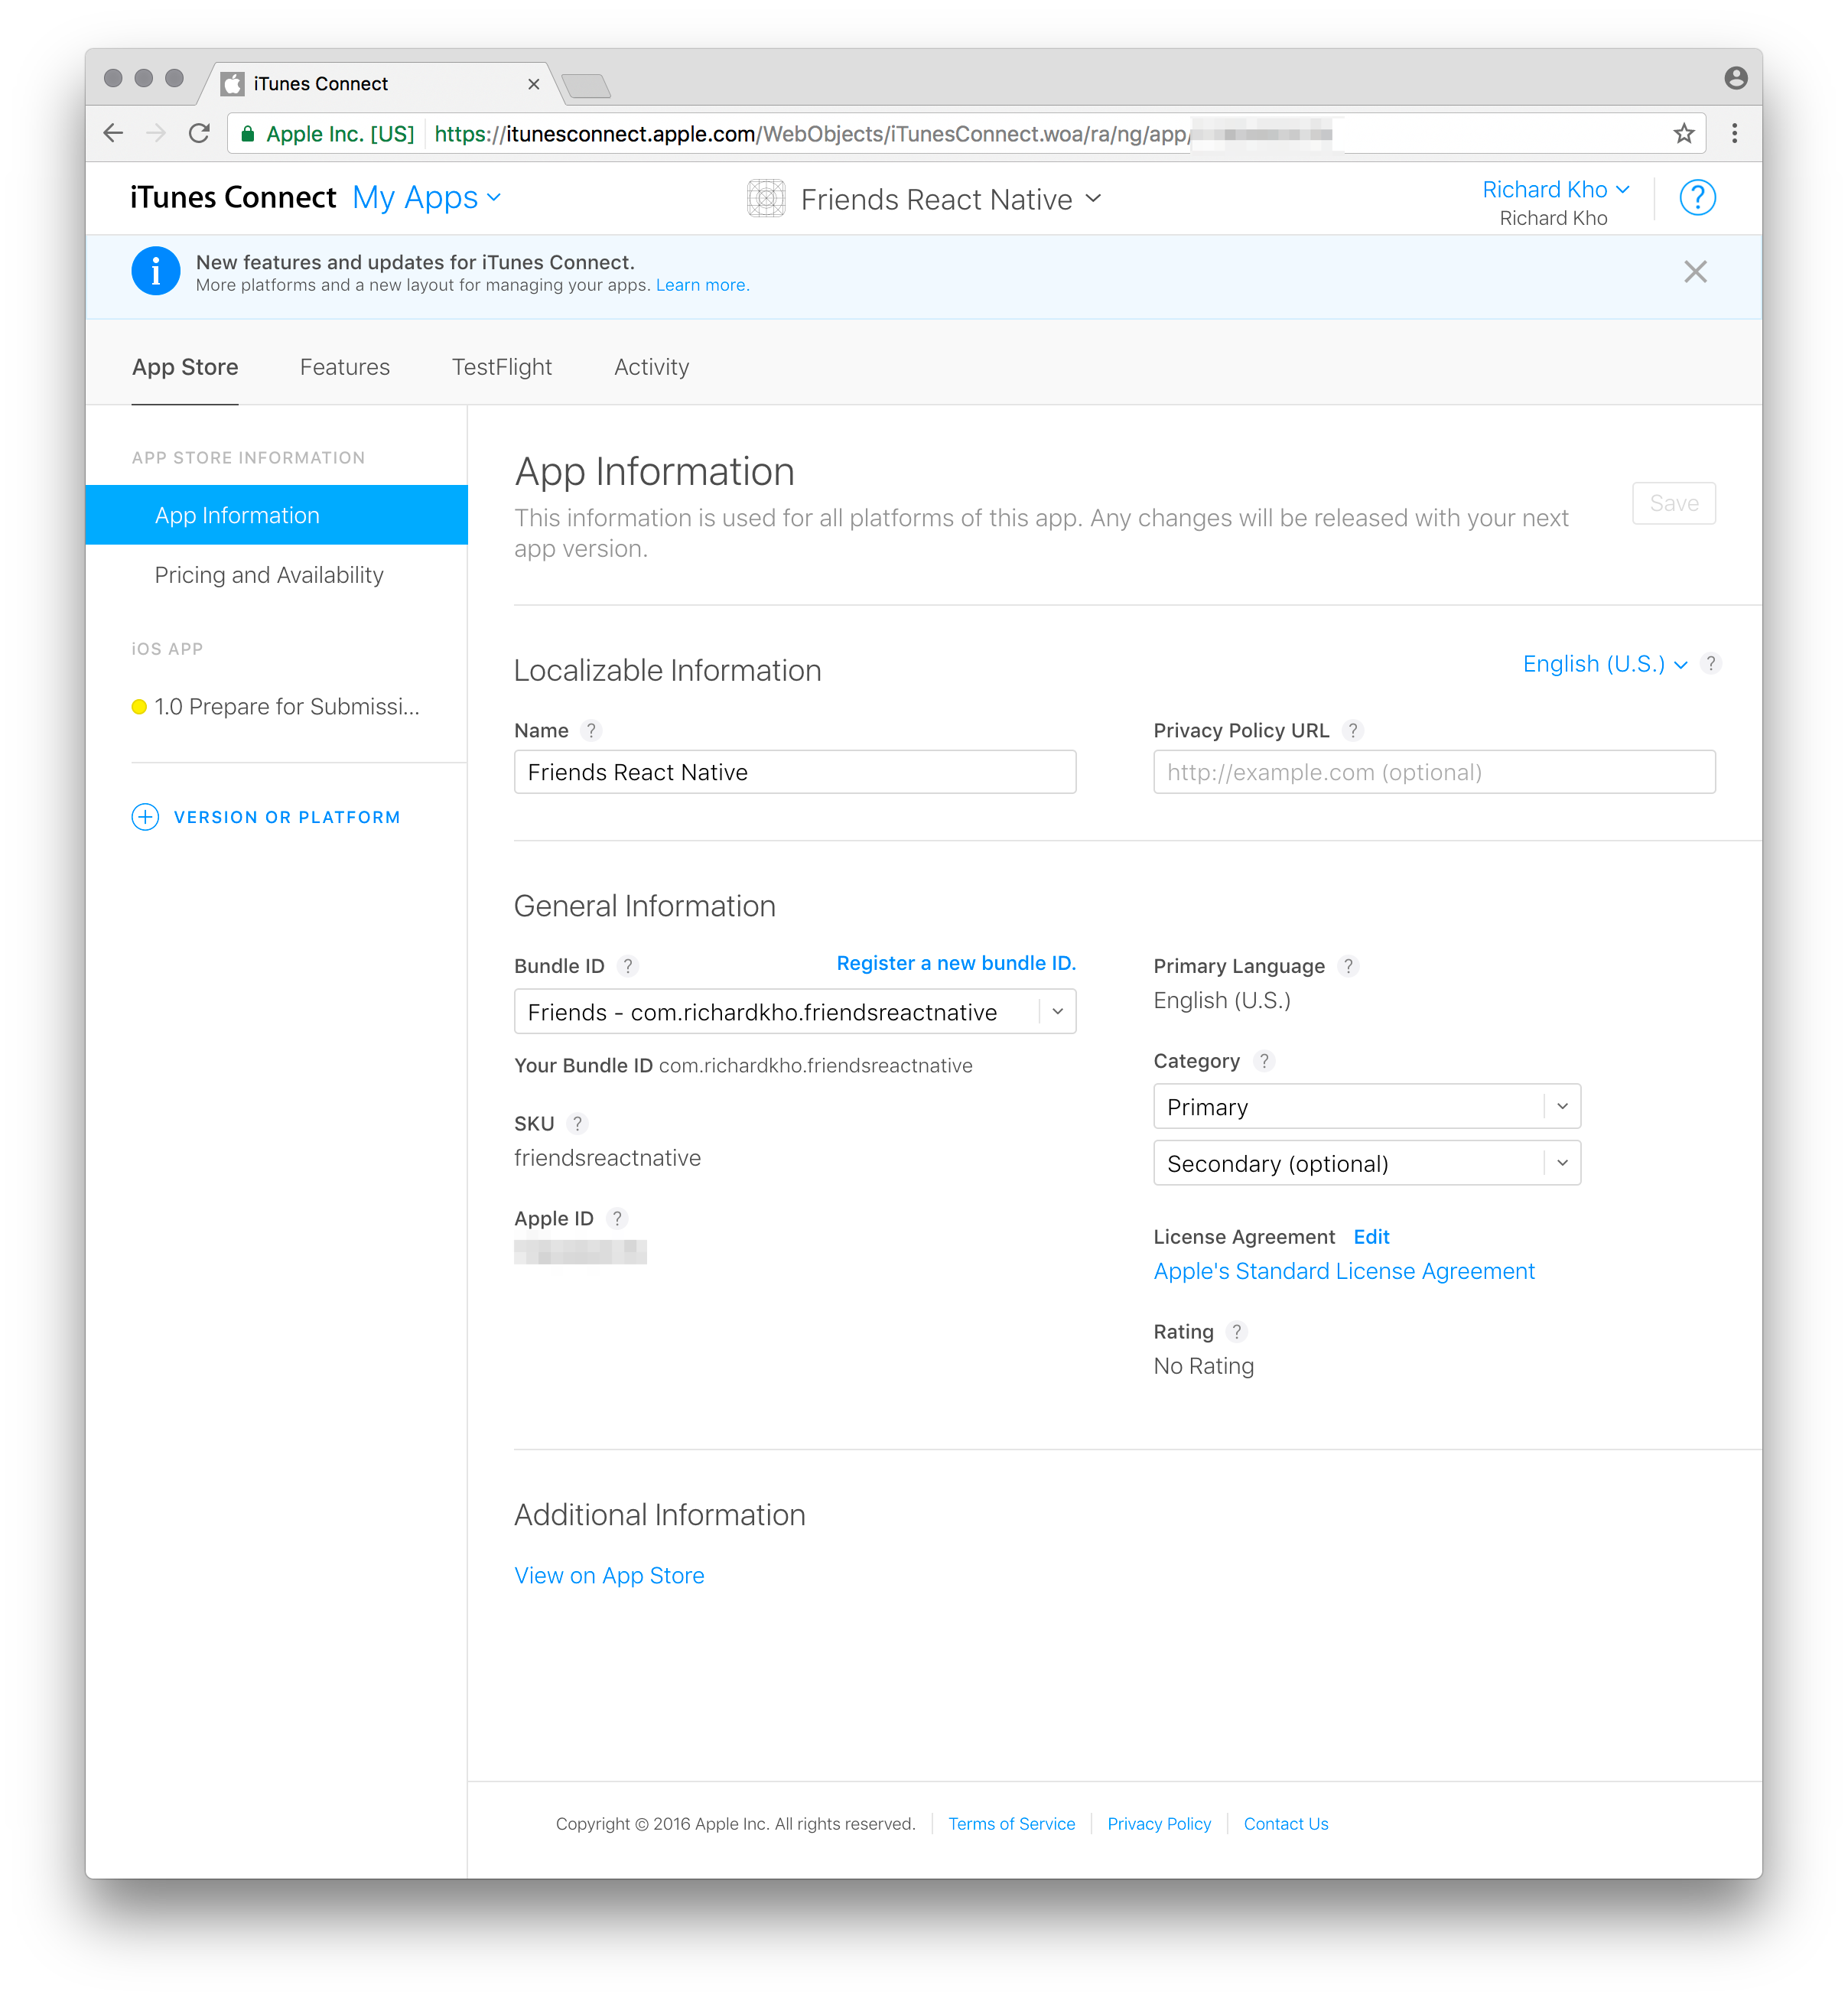 iTunes Connect
Apple Inc. [US] https://itunesconnect.apple.com/WebObjects/iTunesConnect.woa/ra/ng/app/
iTunes Connect My Apps
Friends React Native
Richard Kho
Richard Kho
?
i
New features and updates for iTunes Connect.
More platforms and a new layout for managing your apps. Learn more.
App Store Features TestFlight Activity
APP STORE INFORMATION
App Information
Pricing and Availability
iOS APP
1.0 Prepare for Submissi...
VERSION OR PLATFORM
App Information
This information is used for all platforms of this app. Any changes will be released with your next
app version.
Save
Localizable Information
English (U.S.) ?
Name ?
Friends React Native
Privacy Policy URL ?
http://example.com (optional)
General Information
Bundle ID ? Register a new bundle ID.
Friends - com.richardkho.friendsreactnative
Your Bundle ID com.richardkho.friendsreactnative
SKU ?
friendsreactnative
Apple ID ?
Primary Language ?
English (U.S.)
Category ?
Primary
Secondary (optional)
License Agreement Edit
Apple's Standard License Agreement
Rating ?
No Rating
Additional Information
View on App Store
Copyright © 2016 Apple Inc. All rights reserved. Terms of Service Privacy Policy Contact Us